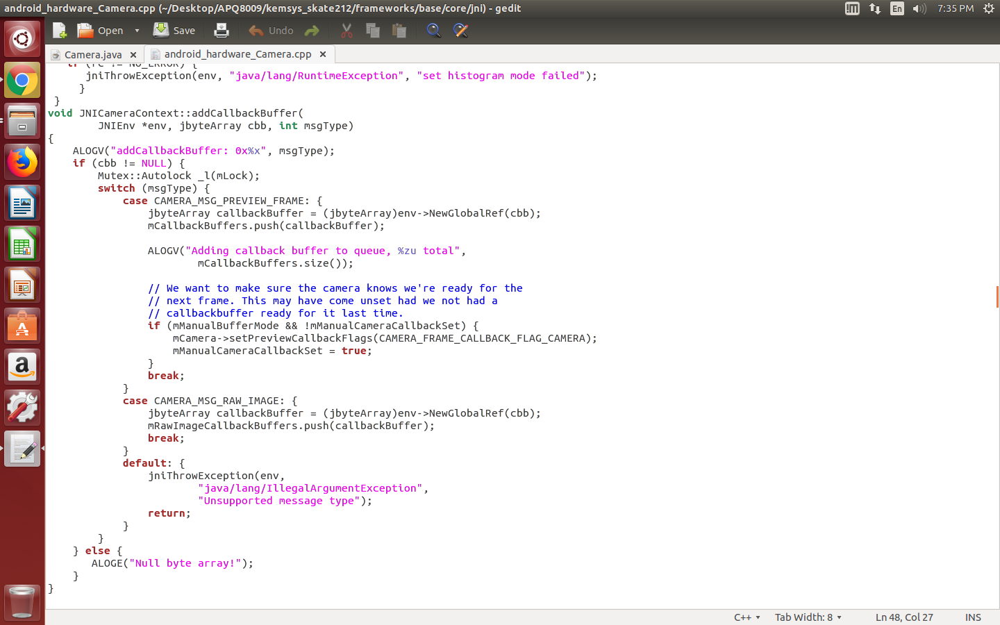 android_hardware_Camera.cpp (~/Desktop/APQ8009/kemsys_skate212/frameworks/base/core/jni) - gedit
!M En 7:35 PM
Open Save Undo
Camera.java × android_hardware_Camera.cpp ×
if (rc != NO_ERROR) {
jniThrowException(env, "java/lang/RuntimeException", "set histogram mode failed");
}
}
void JNICameraContext::addCallbackBuffer(
JNIEnv *env, jbyteArray cbb, int msgType)
{
ALOGV("addCallbackBuffer: 0x%x", msgType);
if (cbb != NULL) {
Mutex::Autolock _l(mLock);
switch (msgType) {
case CAMERA_MSG_PREVIEW_FRAME: {
jbyteArray callbackBuffer = (jbyteArray)env->NewGlobalRef(cbb);
mCallbackBuffers.push(callbackBuffer);
ALOGV("Adding callback buffer to queue, %zu total",
mCallbackBuffers.size());
// We want to make sure the camera knows we're ready for the
// next frame. This may have come unset had we not had a
// callbackbuffer ready for it last time.
if (mManualBufferMode && !mManualCameraCallbackSet) {
mCamera->setPreviewCallbackFlags(CAMERA_FRAME_CALLBACK_FLAG_CAMERA);
mManualCameraCallbackSet = true;
}
break;
}
case CAMERA_MSG_RAW_IMAGE: {
jbyteArray callbackBuffer = (jbyteArray)env->NewGlobalRef(cbb);
mRawImageCallbackBuffers.push(callbackBuffer);
break;
}
default: {
jniThrowException(env,
"java/lang/IllegalArgumentException",
"Unsupported message type");
return;
}
}
} else {
ALOGE("Null byte array!");
}
}
C++ Tab Width: 8 Ln 48, Col 27 INS